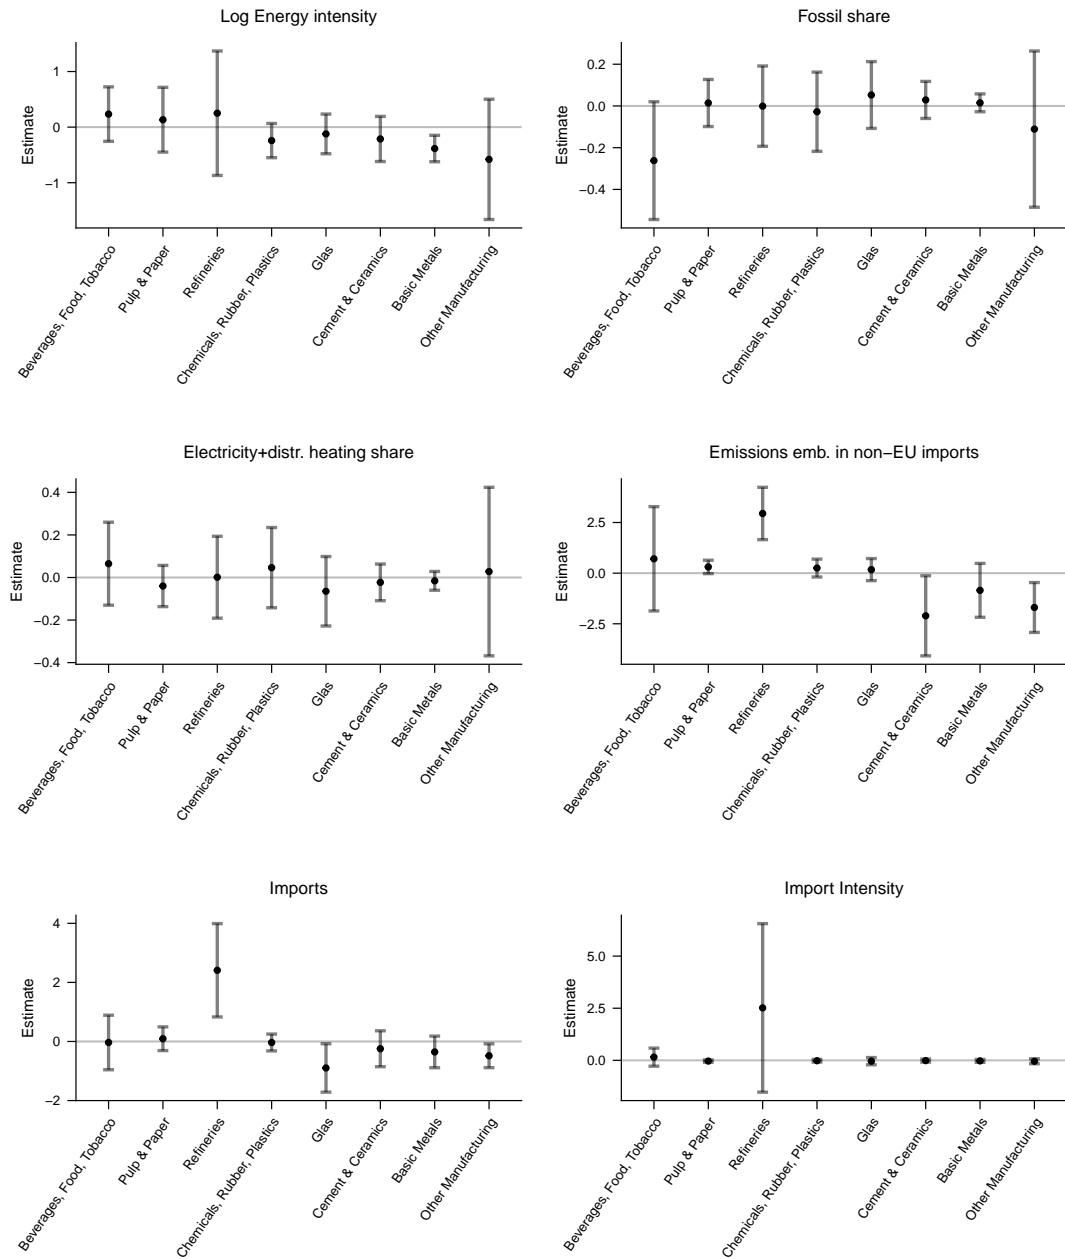 Log Energy intensity
Estimate
1
0
−1
Beverages, Food, Tobacco
Pulp & Paper
Refineries
Chemicals, Rubber, Plastics
Glas
Cement & Ceramics
Basic Metals
Other Manufacturing
Fossil share
Estimate
0.2
0.0
−0.2
−0.4
Beverages, Food, Tobacco
Pulp & Paper
Refineries
Chemicals, Rubber, Plastics
Glas
Cement & Ceramics
Basic Metals
Other Manufacturing
Electricity+distr. heating share
Estimate
0.4
0.2
0.0
−0.2
−0.4
Beverages, Food, Tobacco
Pulp & Paper
Refineries
Chemicals, Rubber, Plastics
Glas
Cement & Ceramics
Basic Metals
Other Manufacturing
Emissions emb. in non−EU imports
Estimate
2.5
0.0
−2.5
Beverages, Food, Tobacco
Pulp & Paper
Refineries
Chemicals, Rubber, Plastics
Glas
Cement & Ceramics
Basic Metals
Other Manufacturing
Imports
Estimate
4
2
0
−2
Beverages, Food, Tobacco
Pulp & Paper
Refineries
Chemicals, Rubber, Plastics
Glas
Cement & Ceramics
Basic Metals
Other Manufacturing
Import Intensity
Estimate
5.0
2.5
0.0
Beverages, Food, Tobacco
Pulp & Paper
Refineries
Chemicals, Rubber, Plastics
Glas
Cement & Ceramics
Basic Metals
Other Manufacturing